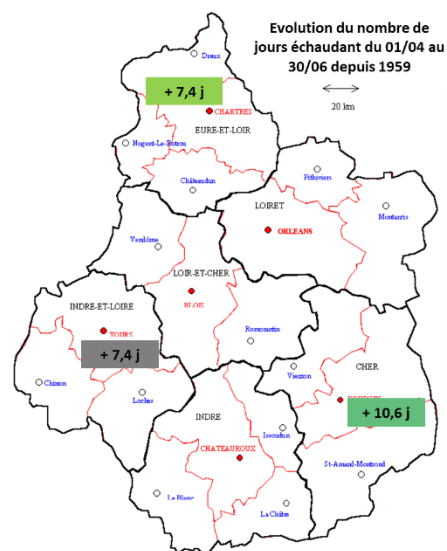 Evolution du nombre de
jours échaudant du 01/04 au
30/06 depuis 1959
20 km
Dreux
+ 7,4 j
CHARTRES
EURE-ET-LOIR
Nogent-Le-Rotrou
Châteaudun
Pithiviers
LOIRET
Montargis
ORLEANS
Vendôme
LOIR-ET-CHER
BLOIS
INDRE-ET-LOIRE
TOURS
Romorantin
+ 7,4 j
CHER
Vierzon
Chinon
Loches
+ 10,6 j
INDRE
Issoudun
CHATEAUROUX
St-Amand-Montrond
Le Blanc
La Châtre